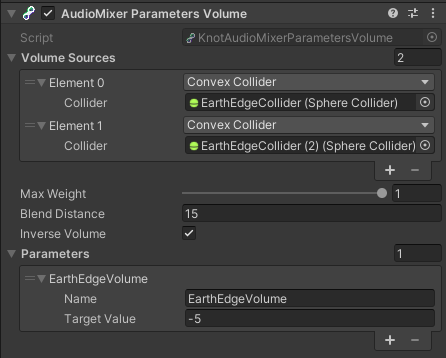 AudioMixer Parameters Volume
Script KnotAudioMixerParametersVolume
Volume Sources 2
Element 0 Convex Collider
Collider EarthEdgeCollider (Sphere Collider)
Element 1 Convex Collider
Collider EarthEdgeCollider (2) (Sphere Collider)
Max Weight 1
Blend Distance 15
Inverse Volume
Parameters 1
EarthEdgeVolume
Name EarthEdgeVolume
Target Value -5